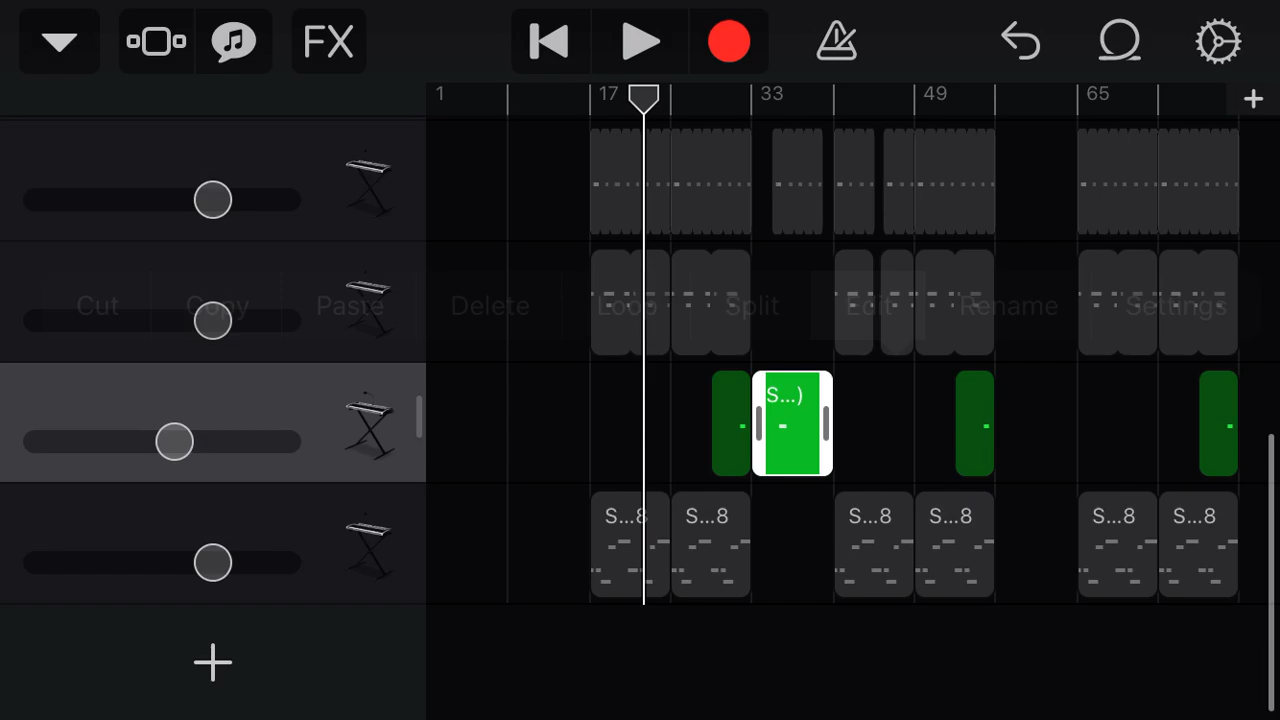 FX
1 17 33 49 65
Cut Copy Paste Delete Loop Split Edit Rename Settings
S...)
S...8 S...8 S...8 S...8 S...8 S...8